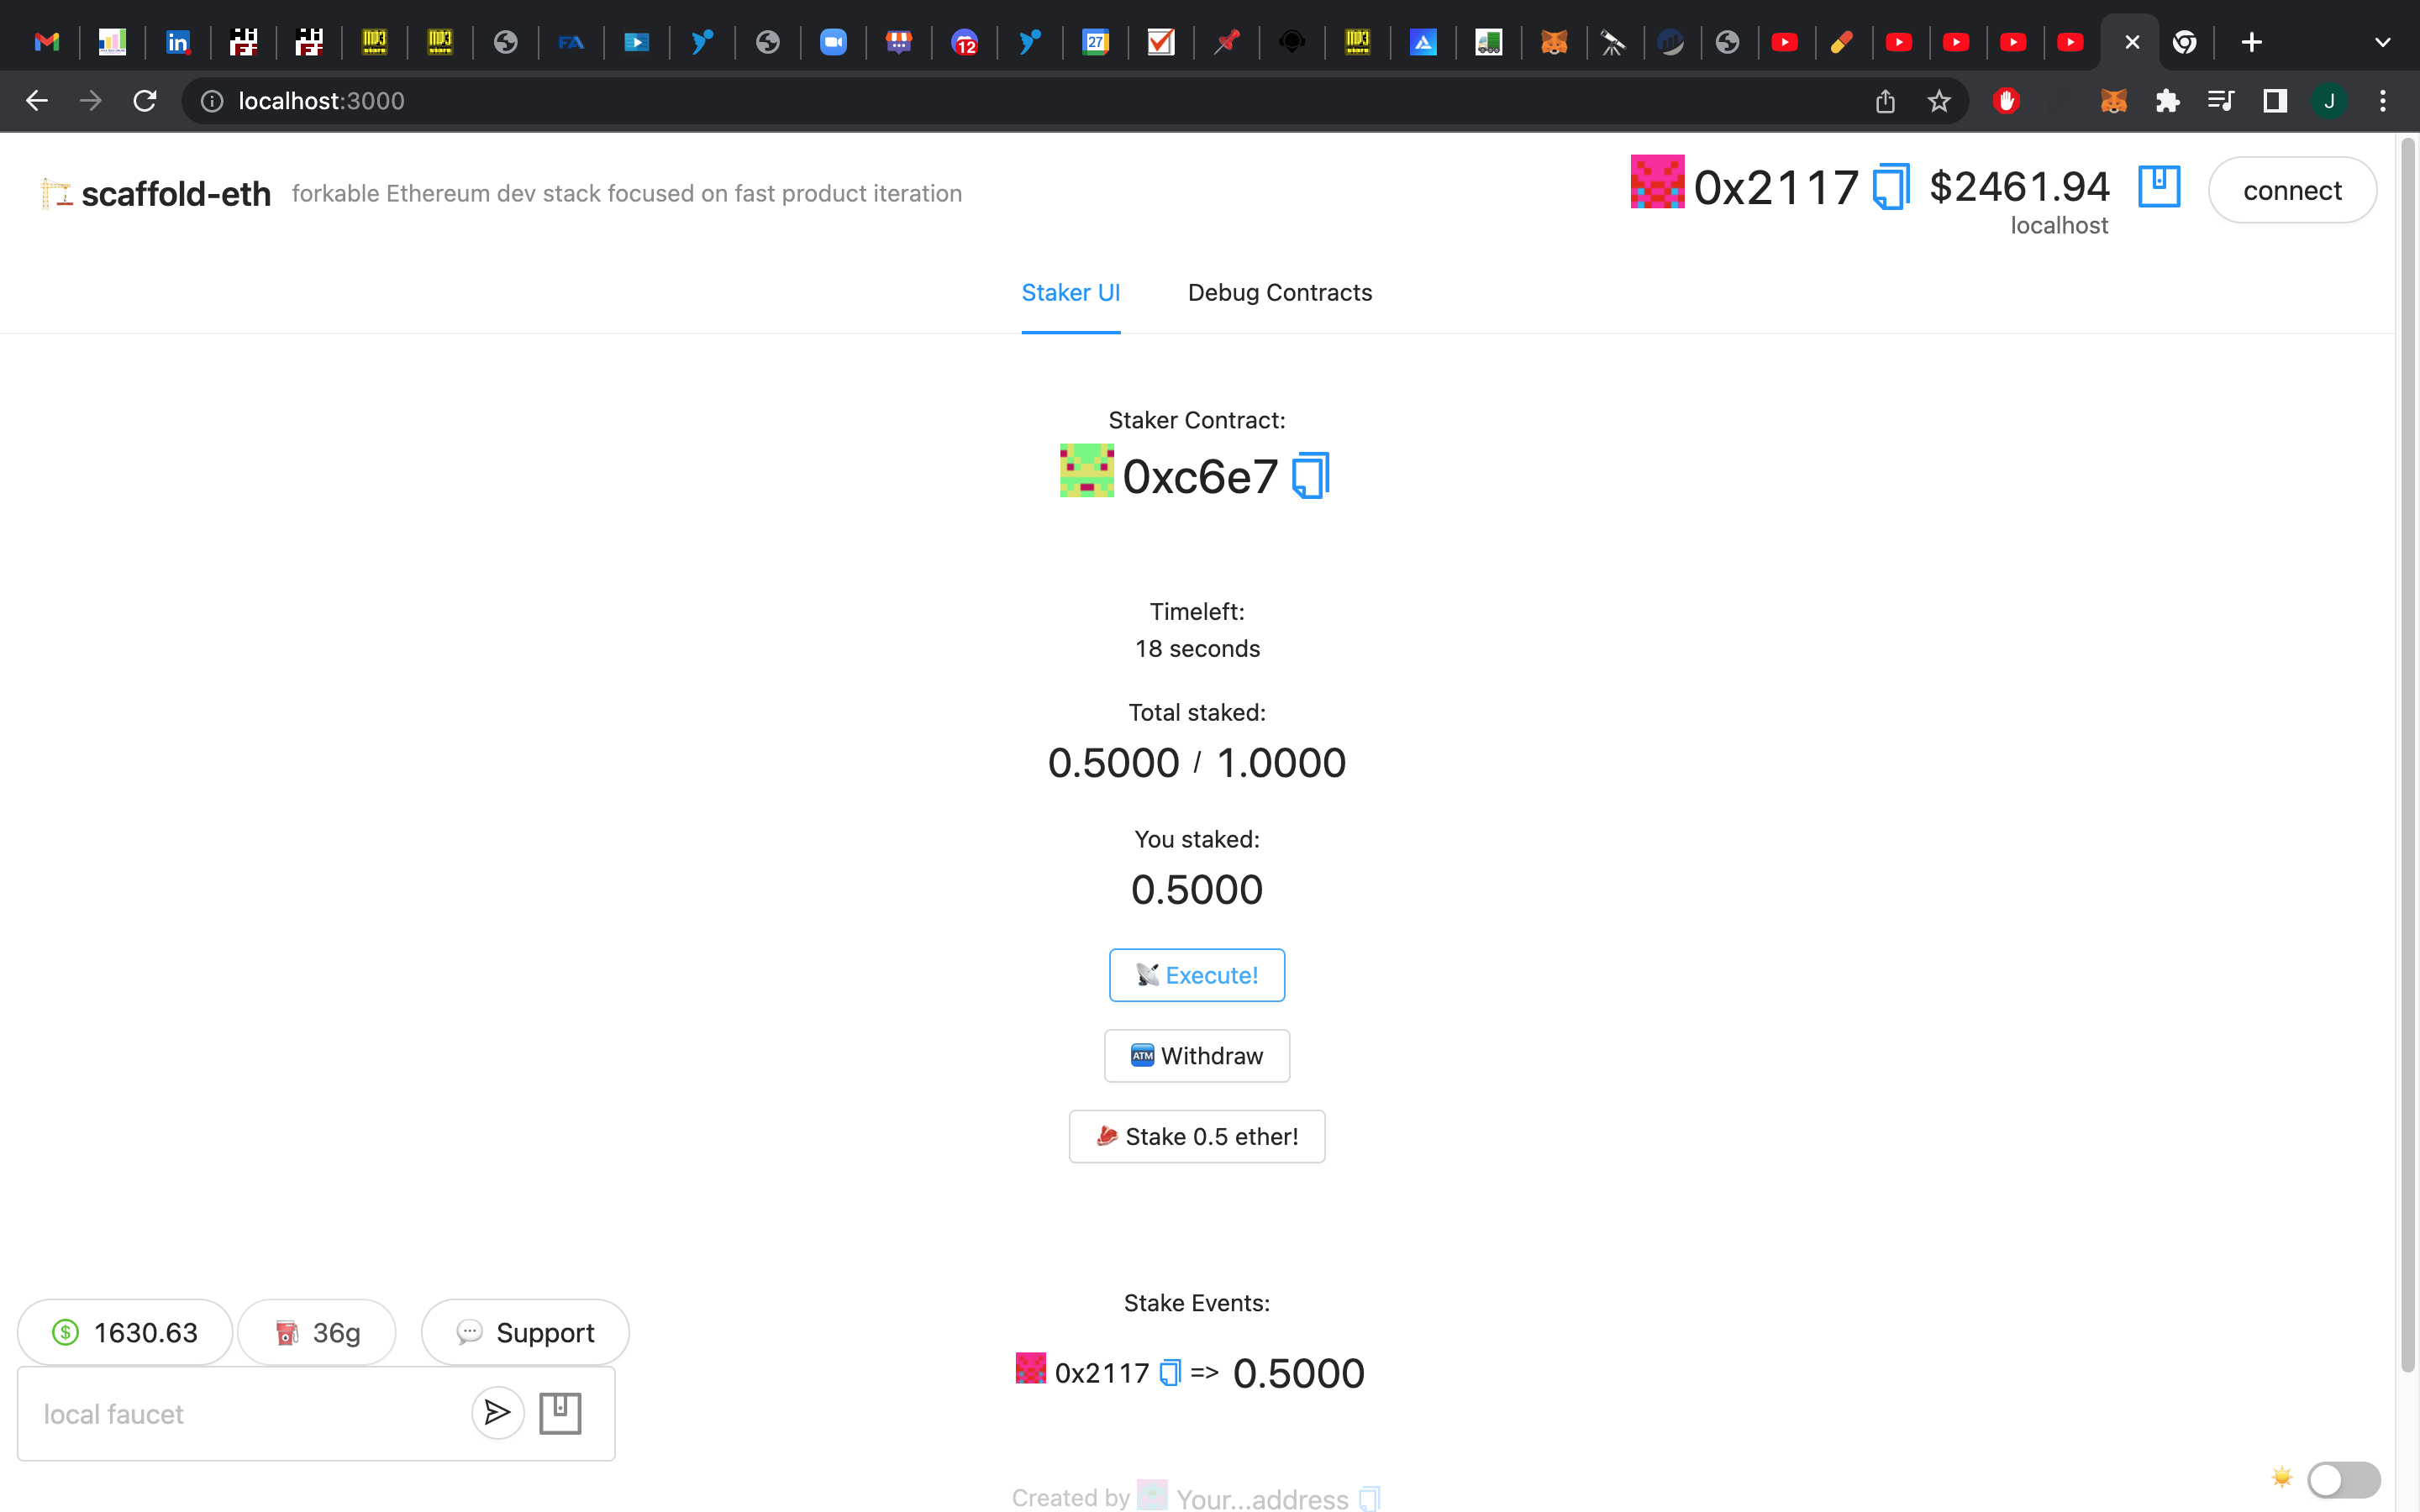 12
27
localhost:3000
J
scaffold-eth forkable Ethereum dev stack focused on fast product iteration
0x2117 $2461.94 connect
localhost
Staker UI Debug Contracts
Staker Contract:
0xc6e7
Timeleft:
18 seconds
Total staked:
0.5000 / 1.0000
You staked:
0.5000
Execute!
ATM Withdraw
Stake 0.5 ether!
Stake Events:
0x2117 => 0.5000
1630.63 36g Support
local faucet
Created by Your...address